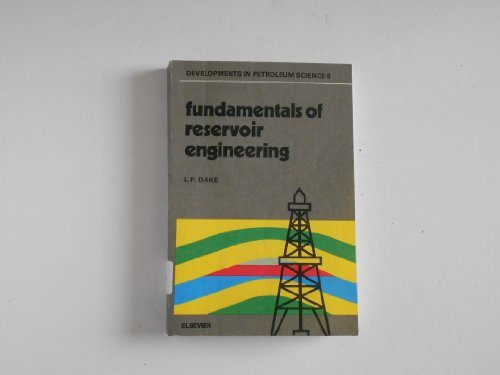 DEVELOPMENTS IN PETROLEUM SCIENCE 8
fundamentals of
reservoir
engineering
L.P. DAKE
ELSEVIER